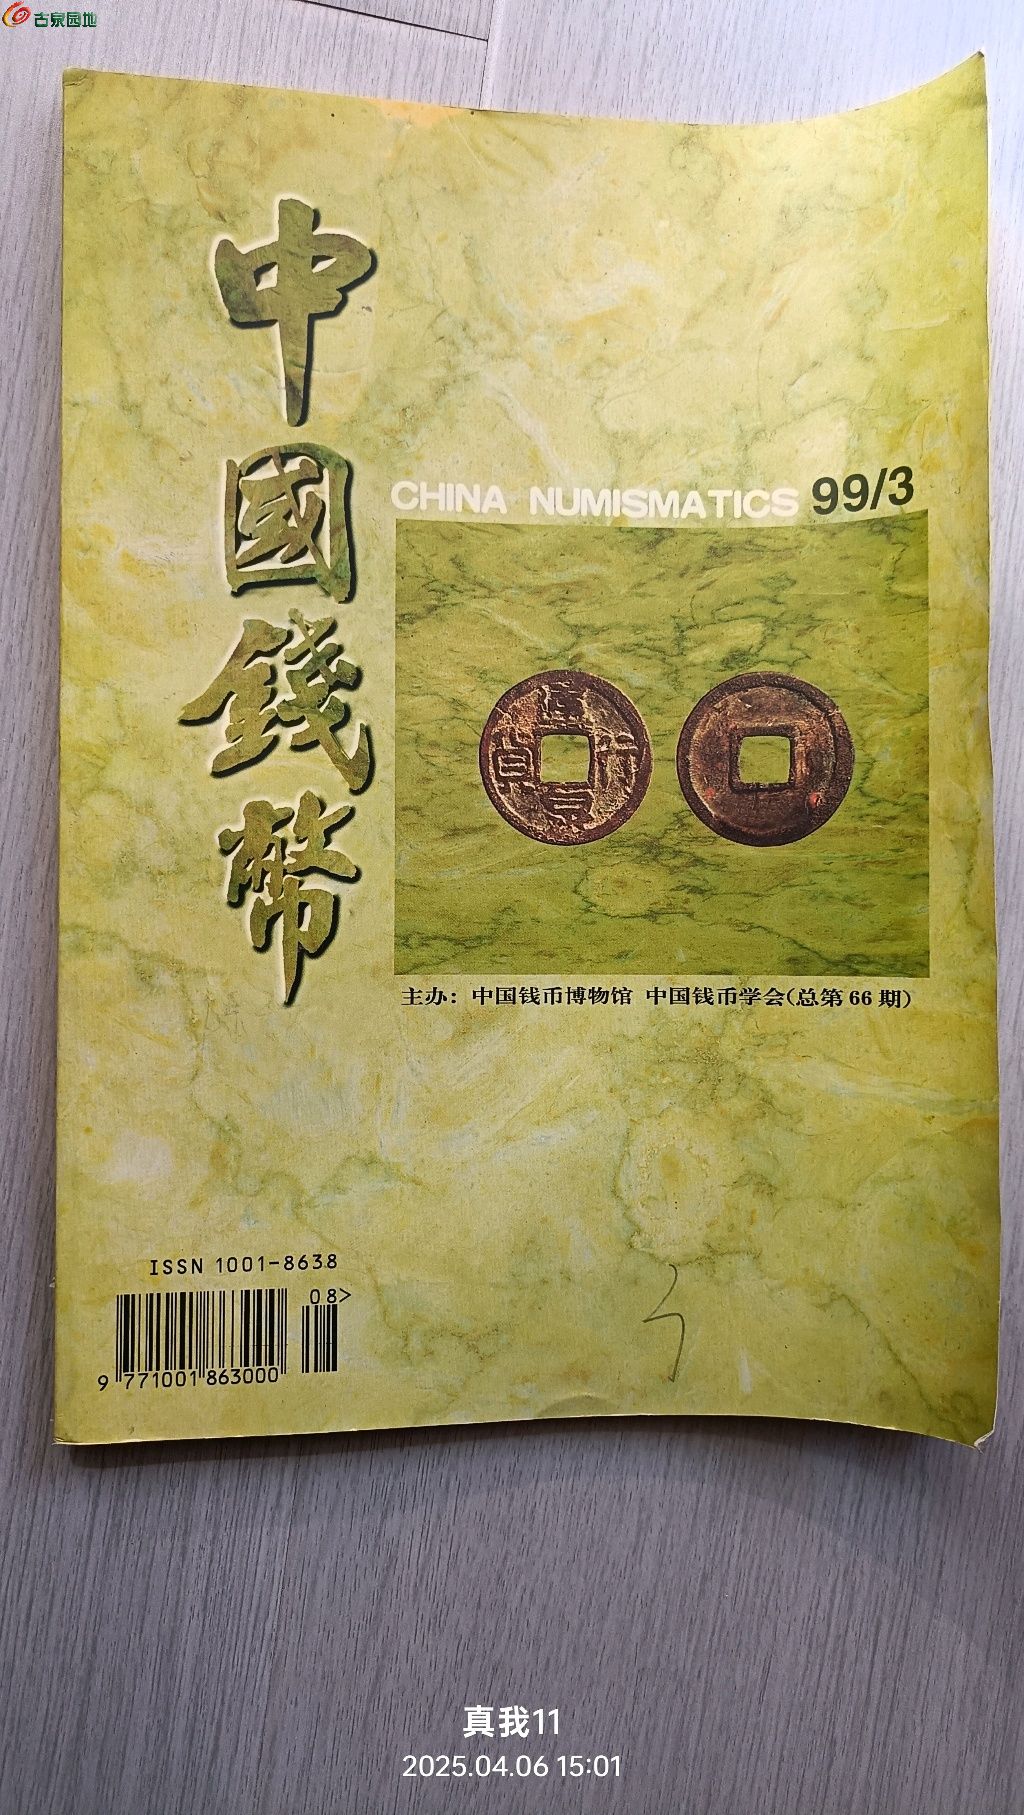 古泉园地
中國錢幣
CHINA NUMISMATICS 99/3
主办：中国钱币博物馆 中国钱币学会(总第66期)
ISSN 1001-8638
08>
9 771001 863000
真我11
2025.04.06 15:01